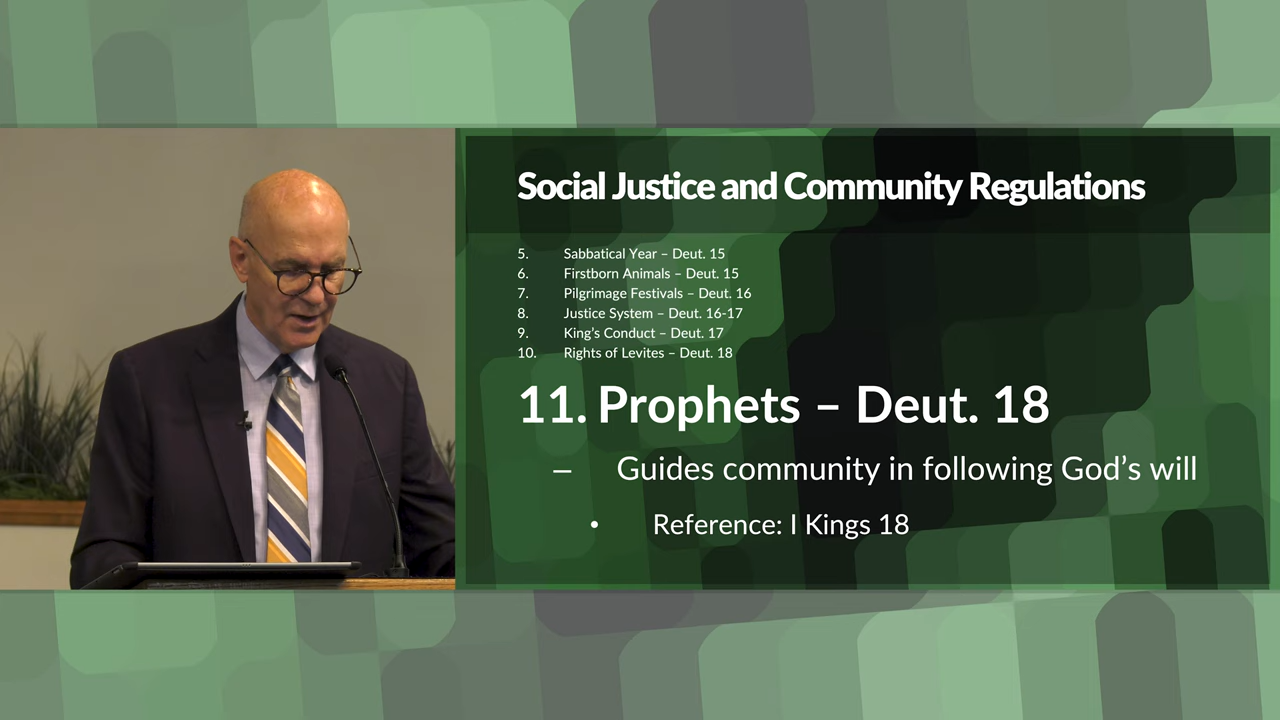 Social Justice and Community Regulations
5. Sabbatical Year – Deut. 15
6. Firstborn Animals – Deut. 15
7. Pilgrimage Festivals – Deut. 16
8. Justice System – Deut. 16-17
9. King’s Conduct – Deut. 17
10. Rights of Levites – Deut. 18
11. Prophets – Deut. 18
– Guides community in following God’s will
• Reference: I Kings 18